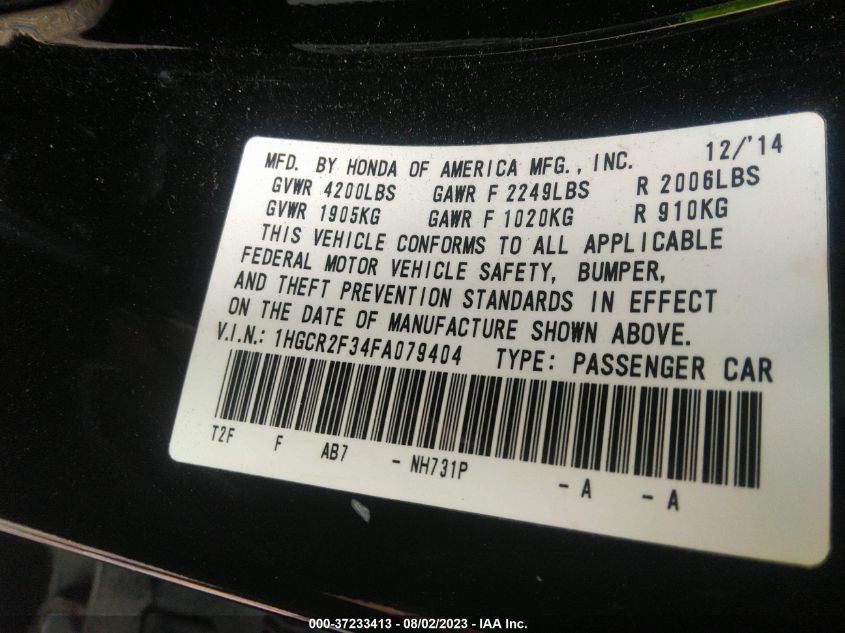 MFD. BY HONDA OF AMERICA MFG., INC. 12/'14
GVWR 4200LBS GAWR F 2249LBS R 2006LBS
GVWR 1905KG GAWR F 1020KG R 910KG
THIS VEHICLE CONFORMS TO ALL APPLICABLE
FEDERAL MOTOR VEHICLE SAFETY, BUMPER,
AND THEFT PREVENTION STANDARDS IN EFFECT
ON THE DATE OF MANUFACTURE SHOWN ABOVE.
V.I.N.: 1HGCR2F34FA079404 TYPE: PASSENGER CAR
T2F F AB7 - NH731P - A - A
000-37233413 - 08/02/2023 - IAA Inc.